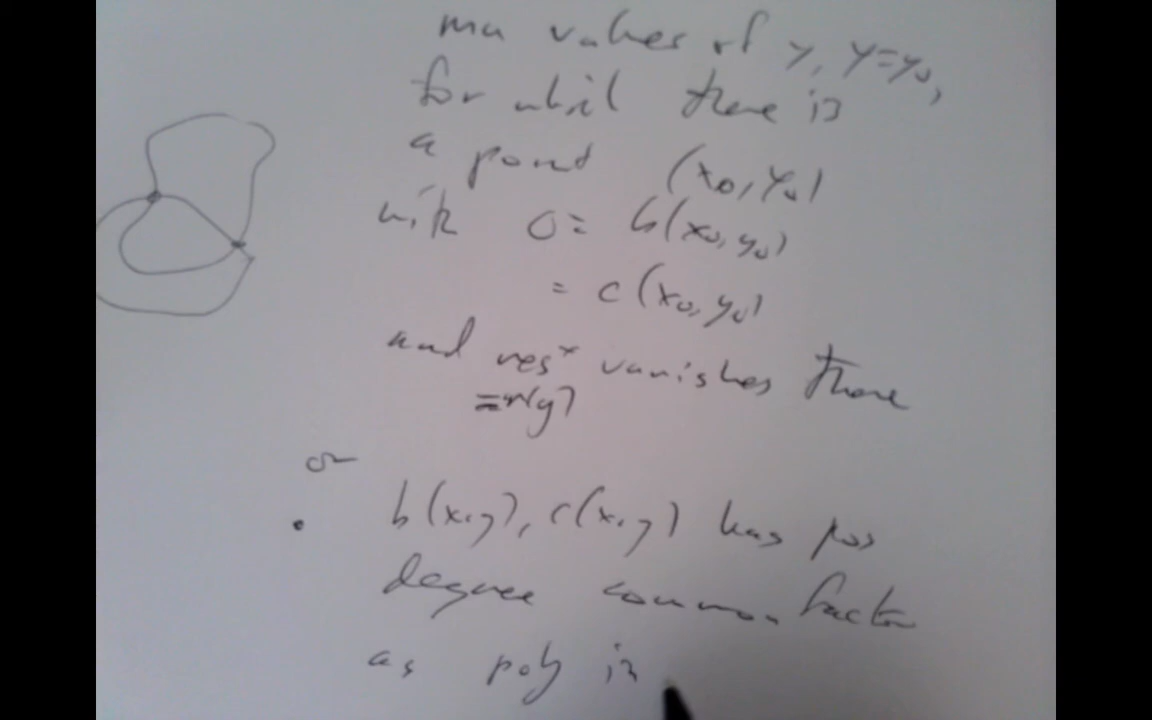 values of y, y=y₀,
for which there is
a point (x₀, y₀)
with 0 = b(x₀, y₀)
= c(x₀, y₀)
and resˣ vanishes there
= r(y)
or
• b(x,y), c(x,y) has pos
degree common factor
as poly in